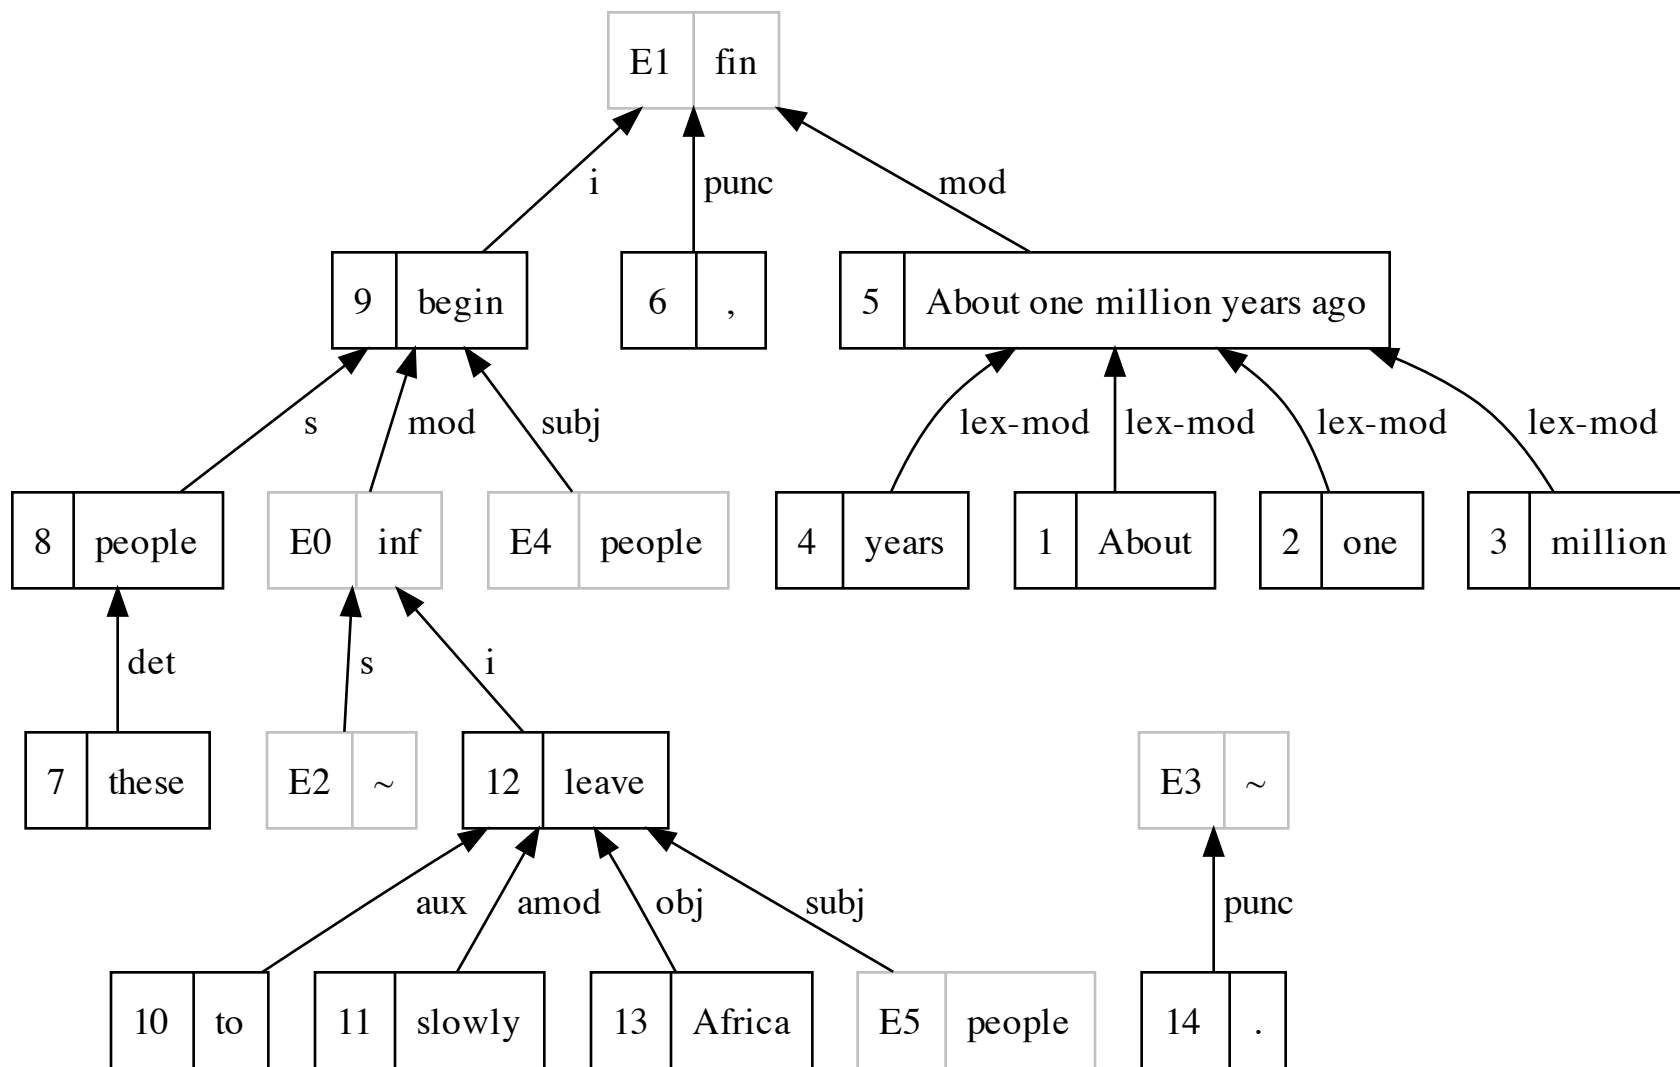 E1 fin
i punc mod
9 begin 6 , 5 About one million years ago
s mod subj lex-mod lex-mod lex-mod lex-mod
8 people E0 inf E4 people 4 years 1 About 2 one 3 million
det s i
7 these E2 ~ 12 leave E3 ~
aux amod obj subj punc
10 to 11 slowly 13 Africa E5 people 14 .